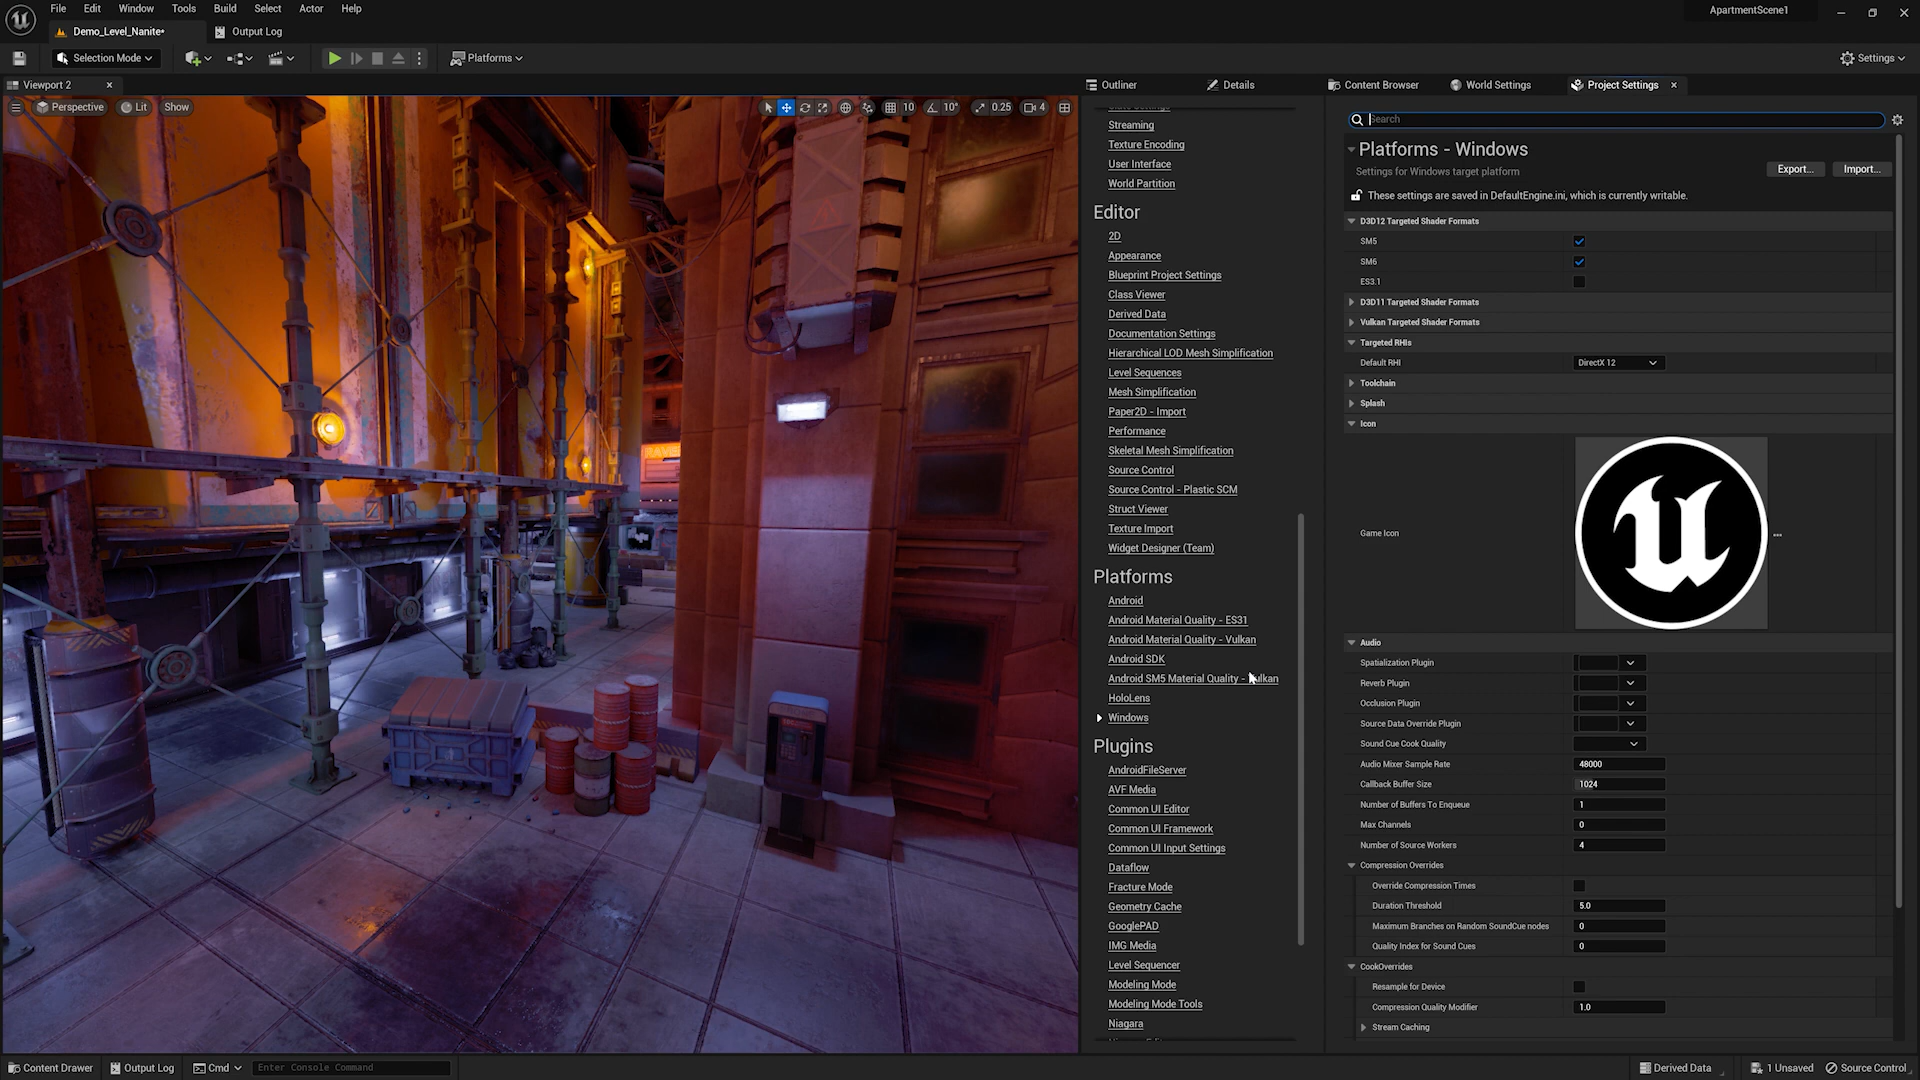 File Edit Window Tools Build Select Actor Help
ApartmentScene1
Demo_Level_Nanite•
Output Log
Selection Mode
Platforms
Settings
Viewport 2
Perspective
Lit
Show
10
10°
0.25
4
Outliner
Details
Content Browser
World Settings
Project Settings
Streaming
Texture Encoding
User Interface
World Partition
Editor
2D
Appearance
Blueprint Project Settings
Class Viewer
Derived Data
Documentation Settings
Hierarchical LOD Mesh Simplification
Level Sequences
Mesh Simplification
Paper2D - Import
Performance
Skeletal Mesh Simplification
Source Control
Source Control - Plastic SCM
Struct Viewer
Texture Import
Widget Designer (Team)
Platforms
Android
Android Material Quality - ES31
Android Material Quality - Vulkan
Android SDK
Android SM5 Material Quality - Vulkan
HoloLens
Windows
Plugins
AndroidFileServer
AVF Media
Common UI Editor
Common UI Framework
Common UI Input Settings
Dataflow
Fracture Mode
Geometry Cache
GooglePAD
IMG Media
Level Sequencer
Modeling Mode
Modeling Mode Tools
Niagara
Search
Platforms - Windows
Settings for Windows target platform
Export...
Import...
These settings are saved in DefaultEngine.ini, which is currently writable.
D3D12 Targeted Shader Formats
SM5
SM6
ES3.1
D3D11 Targeted Shader Formats
Vulkan Targeted Shader Formats
Targeted RHIs
Default RHI
DirectX 12
Toolchain
Splash
Icon
Game Icon
Audio
Spatialization Plugin
Reverb Plugin
Occlusion Plugin
Source Data Override Plugin
Sound Cue Cook Quality
Audio Mixer Sample Rate
48000
Callback Buffer Size
1024
Number of Buffers To Enqueue
1
Max Channels
0
Number of Source Workers
4
Compression Overrides
Override Compression Times
Duration Threshold
5.0
Maximum Branches on Random SoundCue nodes
0
Quality Index for Sound Cues
0
CookOverrides
Resample for Device
Compression Quality Modifier
1.0
Stream Caching
Content Drawer
Output Log
Cmd
Enter Console Command
Derived Data
1 Unsaved
Source Control